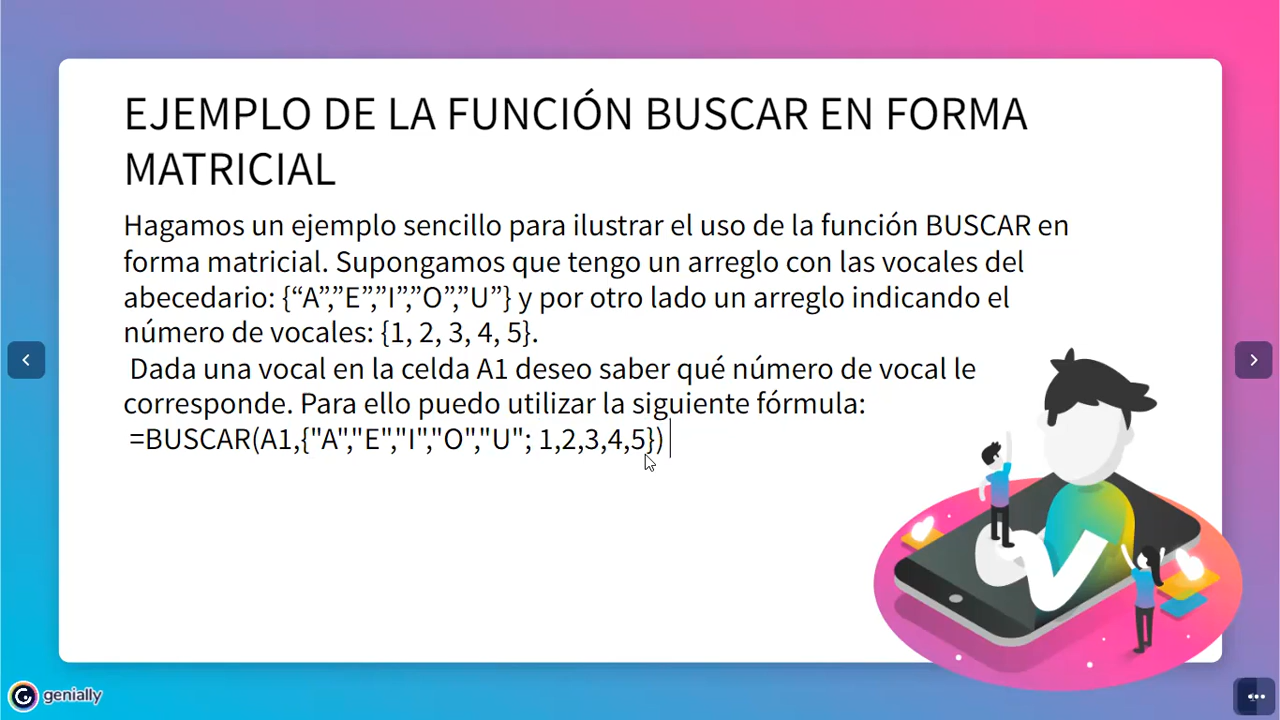 EJEMPLO DE LA FUNCIÓN BUSCAR EN FORMA
MATRICIAL
Hagamos un ejemplo sencillo para ilustrar el uso de la función BUSCAR en
forma matricial. Supongamos que tengo un arreglo con las vocales del
abecedario: {“A”,”E”,”I”,”O”,”U”} y por otro lado un arreglo indicando el
número de vocales: {1, 2, 3, 4, 5}.
Dada una vocal en la celda A1 deseo saber qué número de vocal le
corresponde. Para ello puedo utilizar la siguiente fórmula:
=BUSCAR(A1,{"A","E","I","O","U"; 1,2,3,4,5})
genially